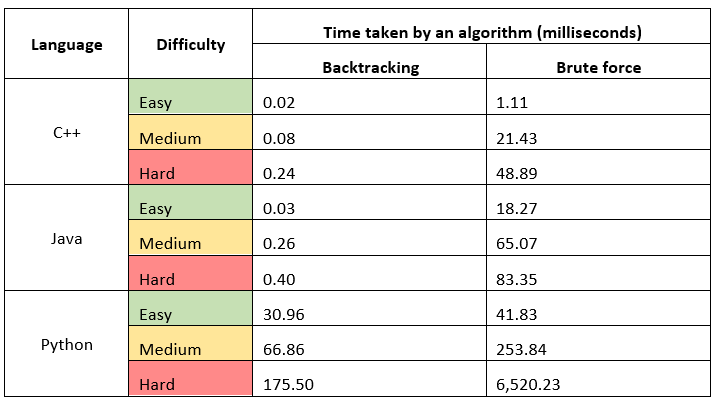 Language Difficulty Time taken by an algorithm (milliseconds)
Backtracking Brute force
C++
Easy 0.02 1.11
Medium 0.08 21.43
Hard 0.24 48.89
Java
Easy 0.03 18.27
Medium 0.26 65.07
Hard 0.40 83.35
Python
Easy 30.96 41.83
Medium 66.86 253.84
Hard 175.50 6,520.23